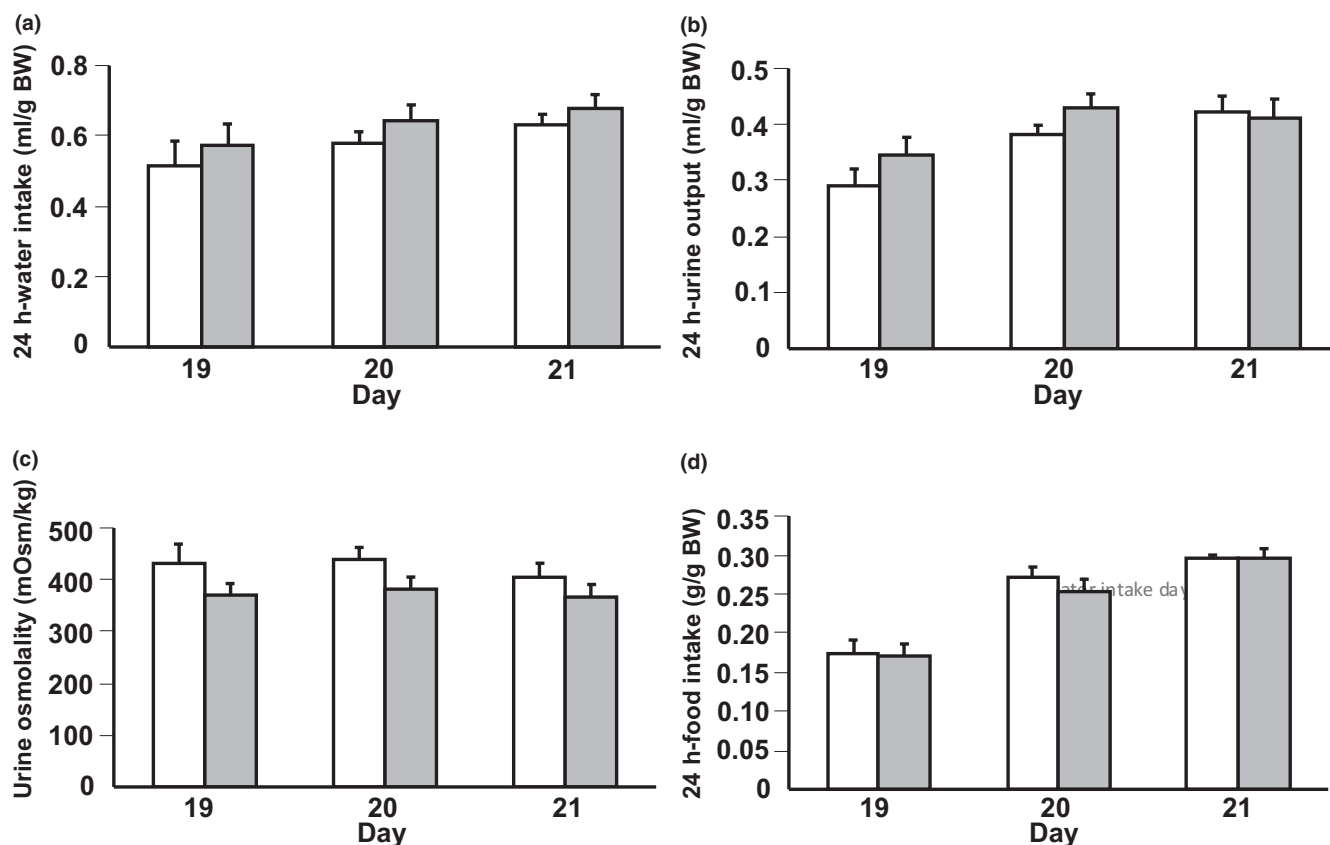 (a)
24 h-water intake (ml/g BW)
0.8
0.6
0.4
0.2
0
19 20 21
Day
(b)
24 h-urine output (ml/g BW)
0.5
0.4
0.3
0.2
0.1
0
19 20 21
Day
(c)
Urine osmolality (mOsm/kg)
500
400
300
200
100
0
19 20 21
Day
(d)
24 h-food intake (g/g BW)
0.35
0.30
0.25
0.20
0.15
0.10
0.05
0
intake day
19 20 21
Day